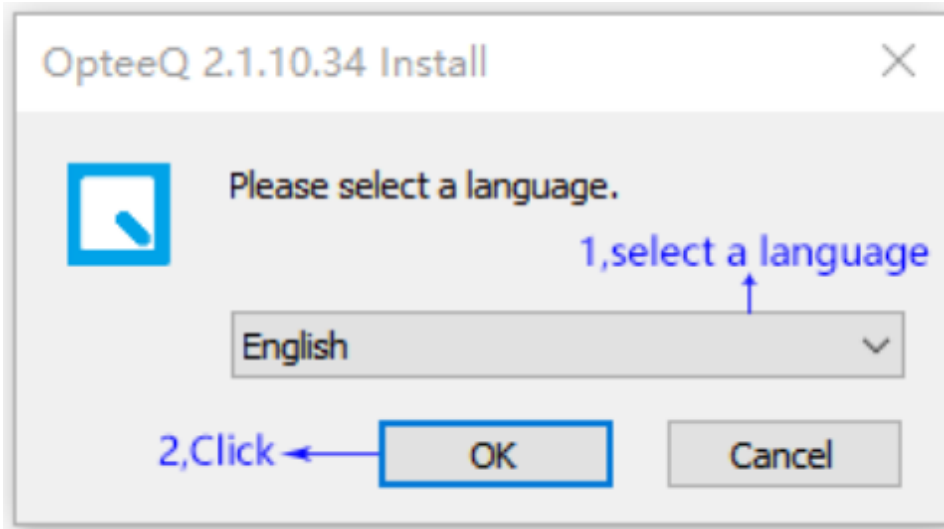 OpteeQ 2.1.10.34 Install
Please select a language.
1,select a language
English
2,Click
OK
Cancel